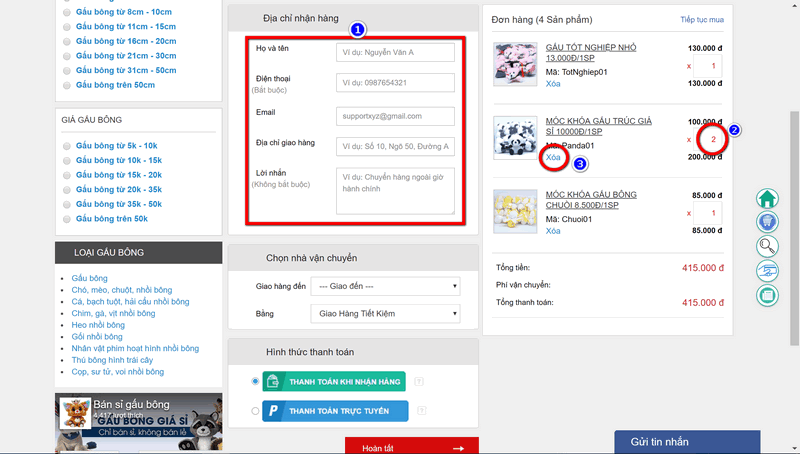 Gấu bông từ 8cm - 10cm
Gấu bông từ 11cm - 15cm
Gấu bông từ 16cm - 20cm
Gấu bông từ 21cm - 30cm
Gấu bông từ 31cm - 50cm
Gấu bông trên 50cm
GIÁ GẤU BÔNG
Gấu bông từ 5k - 10k
Gấu bông từ 10k - 15k
Gấu bông từ 15k - 20k
Gấu bông từ 20k - 35k
Gấu bông từ 35k - 50k
Gấu bông trên 50k
LOẠI GẤU BÔNG
Gấu bông
Chó, mèo, chuột, nhồi bông
Cá, bạch tuột, hải cẩu nhồi bông
Chim, gà, vịt nhồi bông
Heo nhồi bông
Gối nhồi bông
Nhân vật phim hoạt hình nhồi bông
Thú bông hình trái cây
Cọp, sư tử, voi nhồi bông
Bán sỉ gấu bông
4.417 lượt thích
GẤU BÔNG GIÁ SỈ
Chỉ bán sỉ, không bán lẻ
Địa chỉ nhận hàng
1
Họ và tên
Ví dụ: Nguyễn Văn A
Điện thoại
(Bắt buộc)
Ví dụ: 0987654321
Email
supportxyz@gmail.com
Địa chỉ giao hàng
Ví dụ: Số 10, Ngõ 50, Đường A
Lời nhắn
(Không bắt buộc)
Ví dụ: Chuyển hàng ngoài giờ
hành chính
Chọn nhà vận chuyển
Giao hàng đến
--- Giao đến ---
Bằng
Giao Hàng Tiết Kiệm
Hình thức thanh toán
THANH TOÁN KHI NHẬN HÀNG
?
THANH TOÁN TRỰC TUYẾN
?
Hoàn tất
Đơn hàng (4 Sản phẩm)
Tiếp tục mua
GẤU TỐT NGHIỆP NHỎ
13.000Đ/1SP
Mã: TotNghiep01
Xóa
130.000 đ
x 1
130.000 đ
MÓC KHÓA GẤU TRÚC GIÁ
SỈ 10000Đ/1SP
Mã: Panda01
Xóa
100.000 đ
x 2
200.000 đ
2
3
MÓC KHÓA GẤU BÔNG
CHUỐI 8.500Đ/1SP
Mã: Chuoi01
Xóa
85.000 đ
x 1
85.000 đ
Tổng tiền:
415.000 đ
Phí vận chuyển:
Tổng thanh toán:
415.000 đ
Gửi tin nhắn